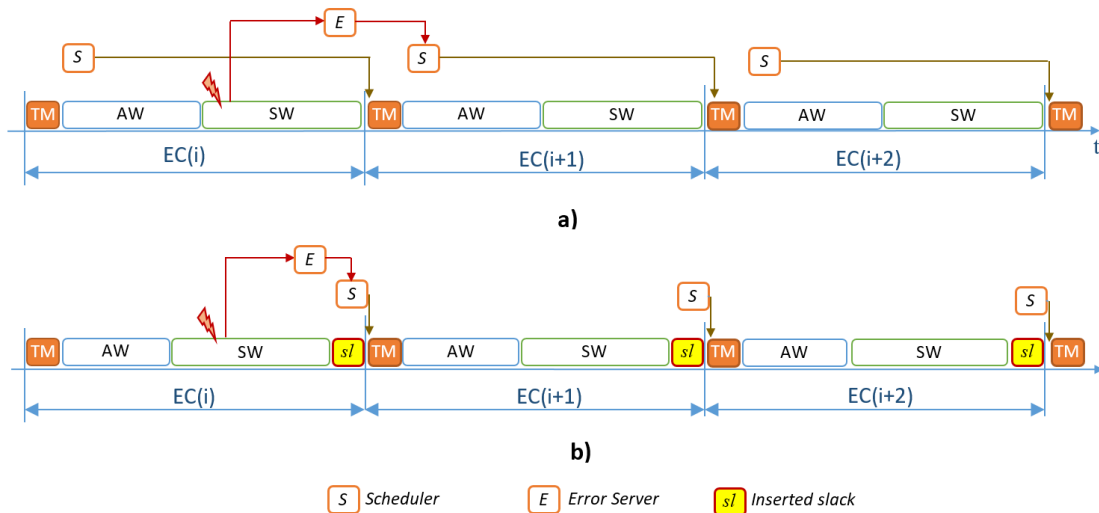 E
S S S
TM AW SW TM AW SW TM AW SW TM
EC(i) EC(i+1) EC(i+2) t
a)
E
S S S
TM AW SW sl TM AW SW sl TM AW SW sl TM
EC(i) EC(i+1) EC(i+2)
b)
S Scheduler E Error Server sl Inserted slack